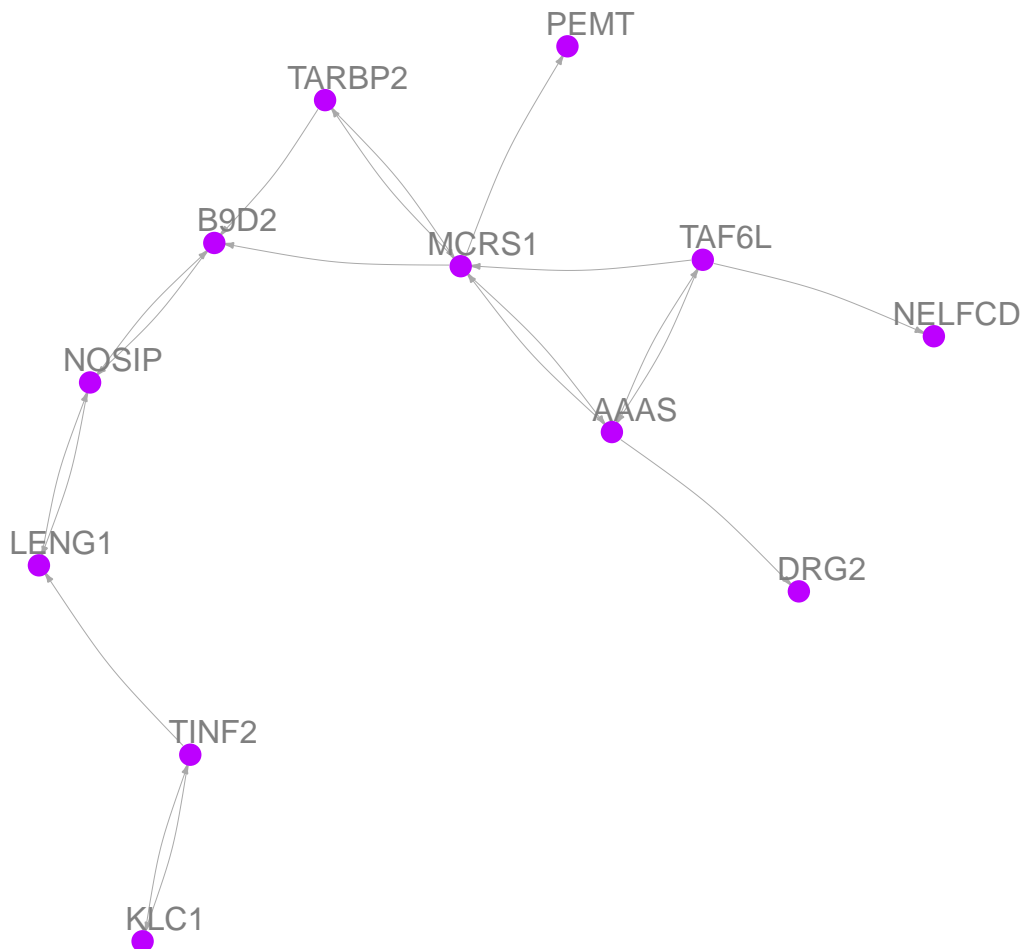 PEMT
TARBP2
B9D2
MCRS1
TAF6L
NELFCD
NOSIP
AAAS
LENG1
DRG2
TINF2
KLC1